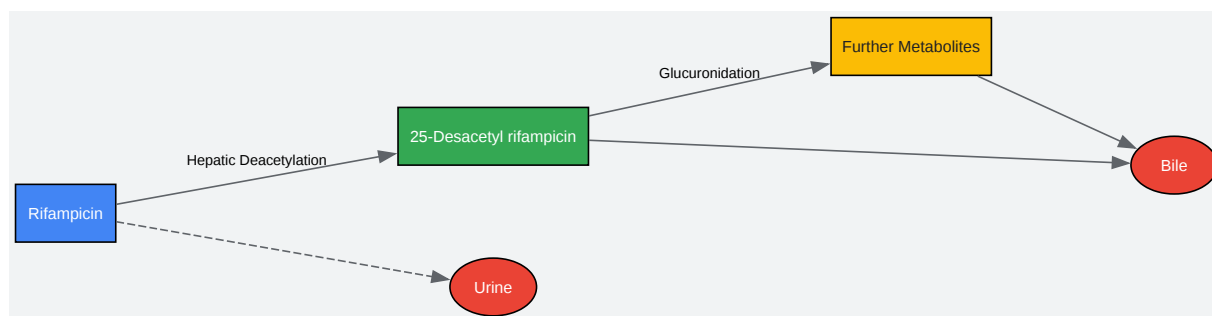 Further Metabolites
Glucuronidation
25-Desacetyl rifampicin
Hepatic Deacetylation
Bile
Rifampicin
Urine